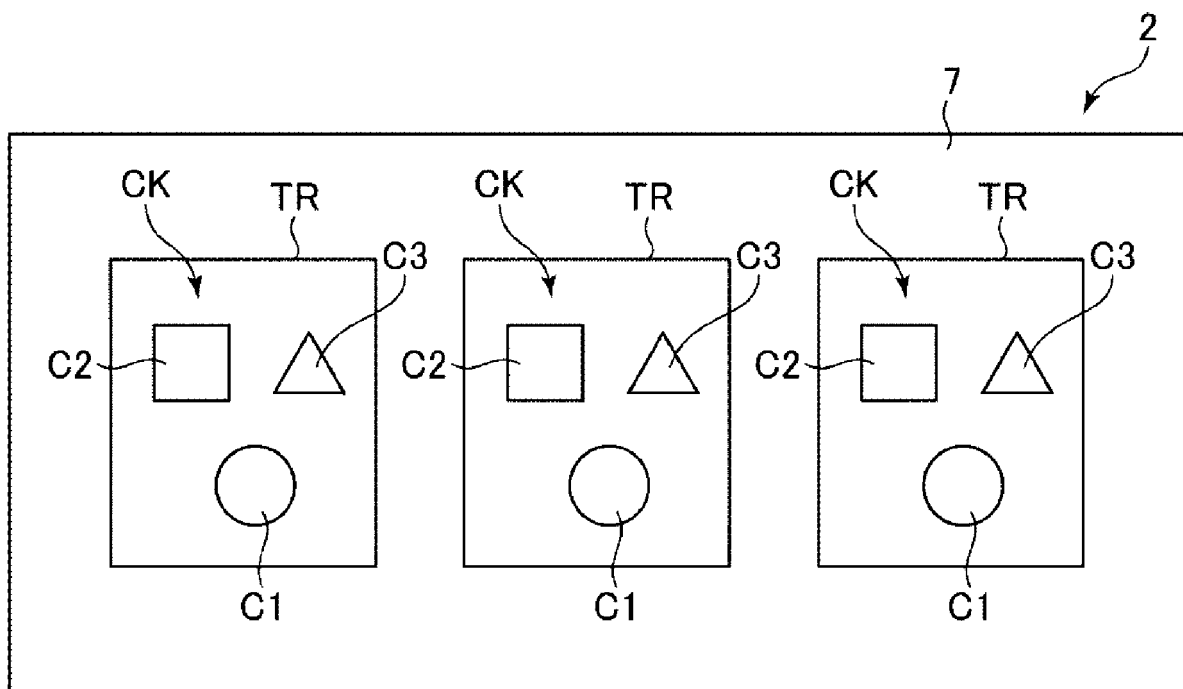 2
7
CK TR CK TR CK TR
C3 C3 C3
C2 C2 C2
C1 C1 C1